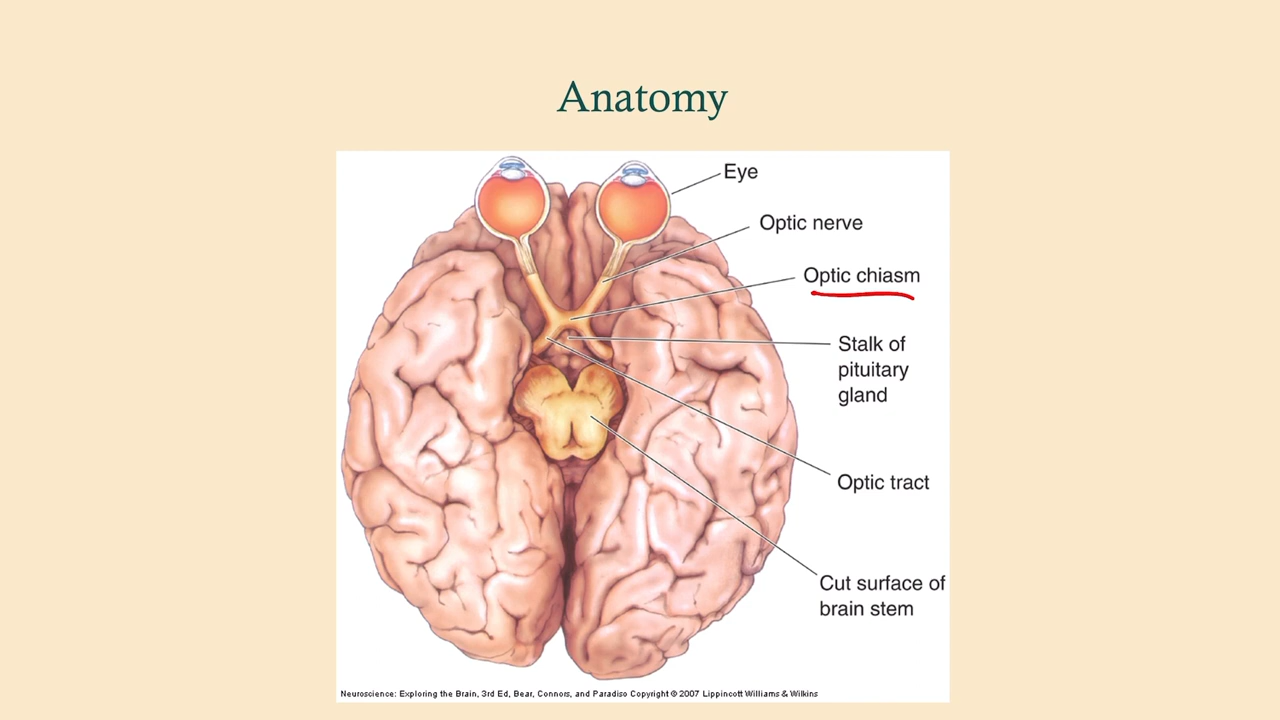 Anatomy
Eye
Optic nerve
Optic chiasm
Stalk of
pituitary
gland
Optic tract
Cut surface of
brain stem
Neuroscience: Exploring the Brain, 3rd Ed, Bear, Connors, and Paradiso Copyright © 2007 Lippincott Williams & Wilkins